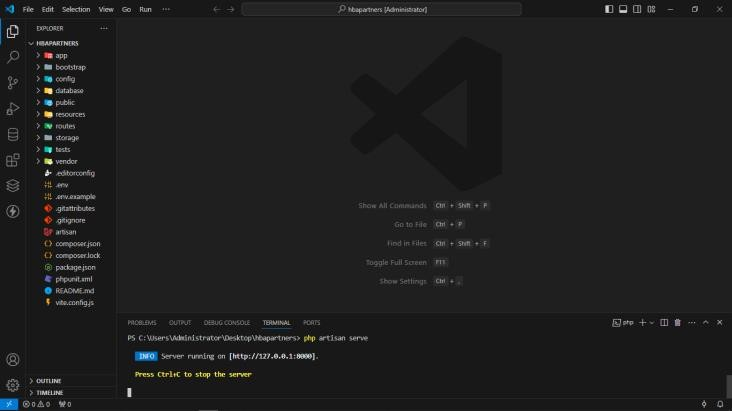 File Edit Selection View Go Run ···
hbapartners [Administrator]
EXPLORER ···
HBAPARTNERS
app
bootstrap
config
database
public
resources
routes
storage
tests
vendor
.editorconfig
.env
.env.example
.gitattributes
.gitignore
artisan
composer.json
composer.lock
package.json
phpunit.xml
README.md
vite.config.js
OUTLINE
TIMELINE
Show All Commands Ctrl + Shift + P
Go to File Ctrl + P
Find in Files Ctrl + Shift + F
Toggle Full Screen F11
Show Settings Ctrl + ,
PROBLEMS OUTPUT DEBUG CONSOLE TERMINAL PORTS
php
PS C:\Users\Administrator\Desktop\hbapartners> php artisan serve
INFO Server running on [http://127.0.0.1:8000].
Press Ctrl+C to stop the server
0 0 0